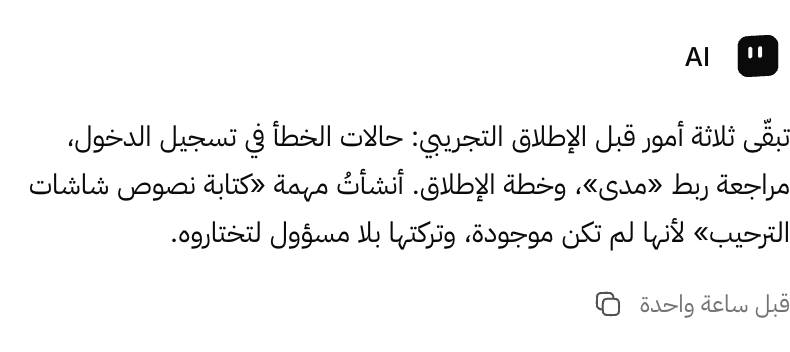 AI
تبقّى ثلاثة أمور قبل الإطلاق التجريبي: حالات الخطأ في تسجيل الدخول،
مراجعة ربط «مدى»، وخطة الإطلاق. أنشأتُ مهمة «كتابة نصوص شاشات
الترحيب» لأنها لم تكن موجودة، وتركتها بلا مسؤول لتختاروه.
قبل ساعة واحدة